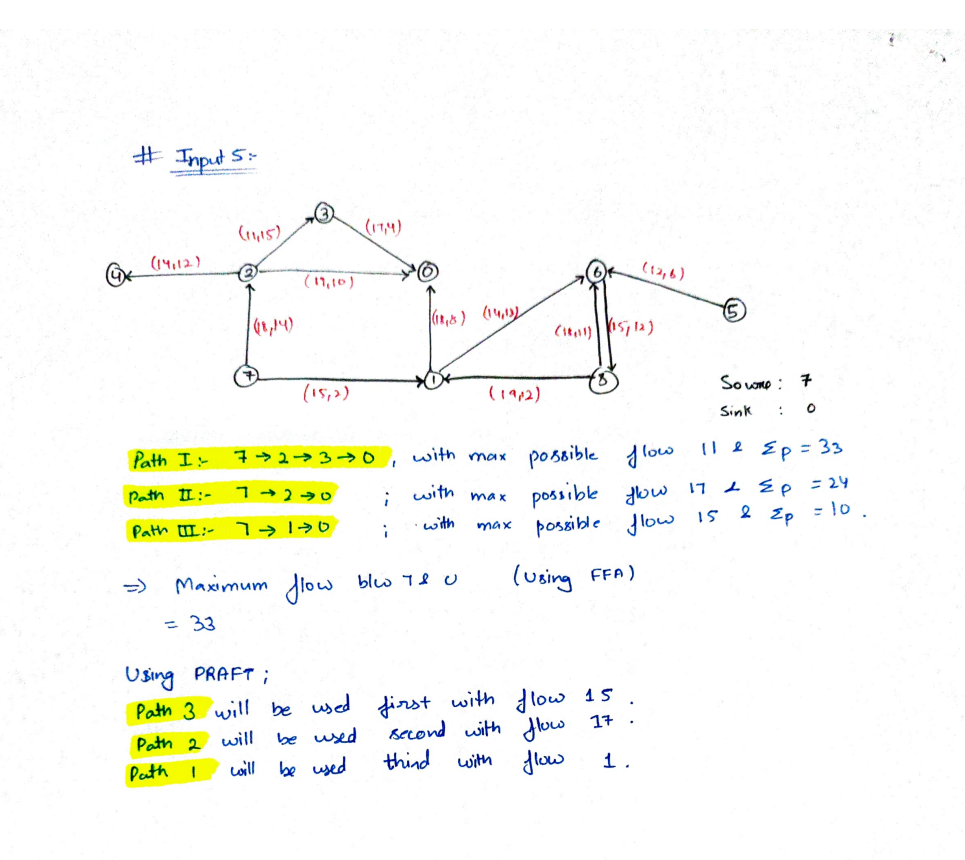 # Input 5:-
3
(11,15)
(17,4)
4
(14,12)
2
(17,10)
0
6
(12,6)
5
(18,14)
(18,8)
(14,13)
(18,11)
(15,12)
7
(15,2)
1
(19,2)
8
Source : 7
Sink : 0
Path I :- 7 → 2 → 3 → 0 , with max possible flow 11 & Σp = 33
Path II :- 7 → 2 → 0 ; with max possible flow 17 & Σp = 24
Path III :- 7 → 1 → 0 ; with max possible flow 15 & Σp = 10 .
⇒ Maximum flow b/w 7 & 0 (Using FFA)
= 33
Using PRAFT ;
Path 3 will be used first with flow 15 .
Path 2 will be used second with flow 17 .
Path 1 will be used third with flow 1 .